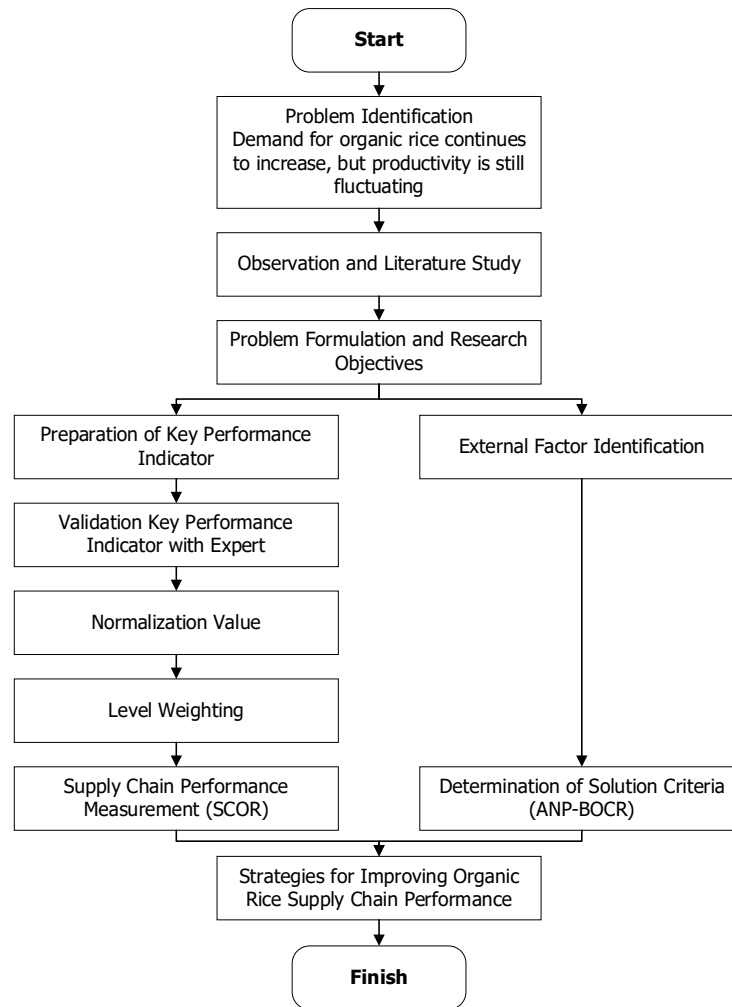 Start
Problem Identification
Demand for organic rice continues
to increase, but productivity is still
fluctuating
Observation and Literature Study
Problem Formulation and Research
Objectives
Preparation of Key Performance
Indicator
External Factor Identification
Validation Key Performance
Indicator with Expert
Normalization Value
Level Weighting
Supply Chain Performance
Measurement (SCOR)
Determination of Solution Criteria
(ANP-BOCR)
Strategies for Improving Organic
Rice Supply Chain Performance
Finish